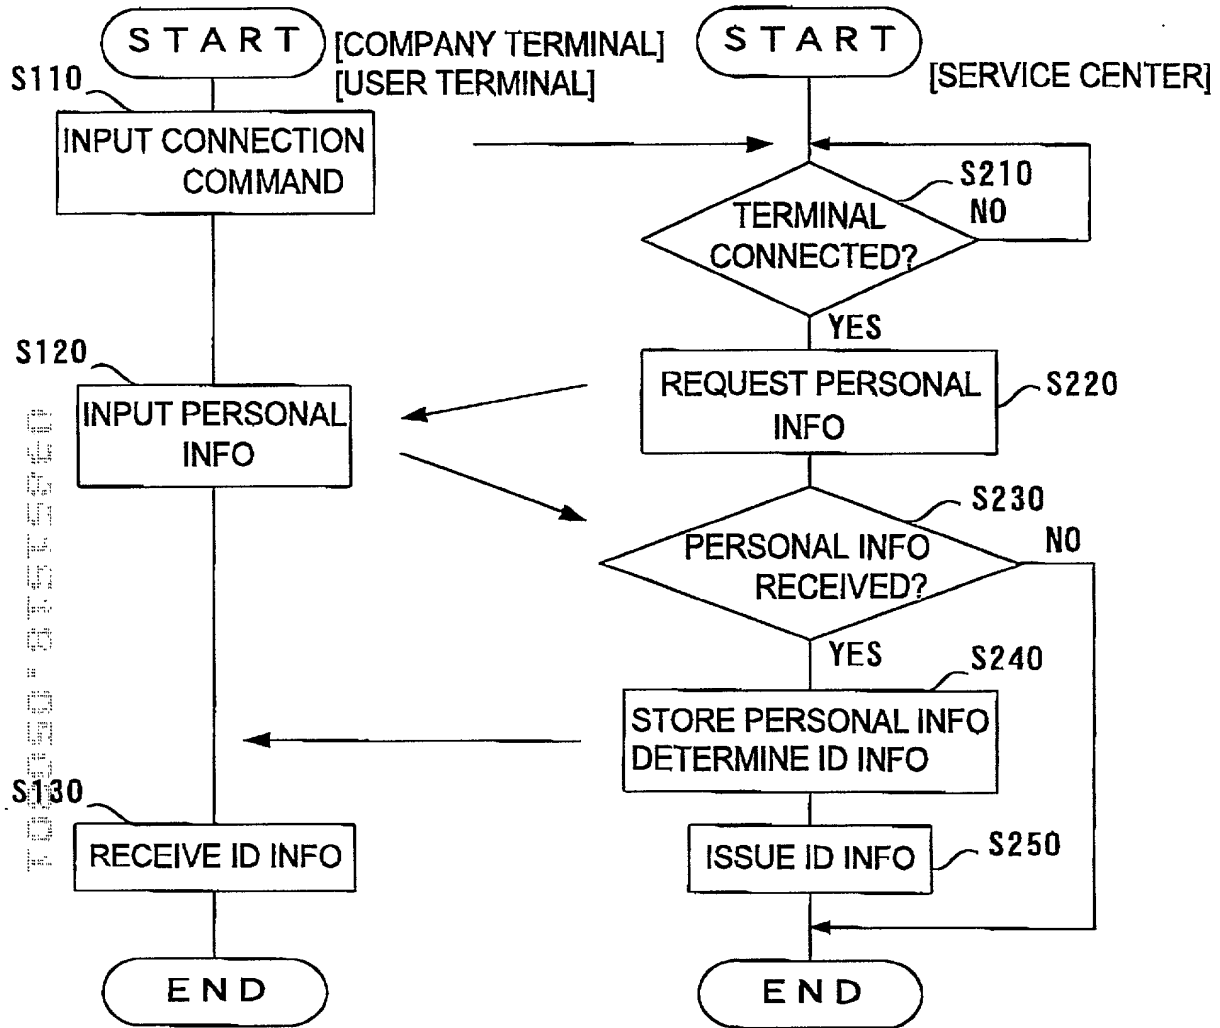 START
[COMPANY TERMINAL]
[USER TERMINAL]
START
[SERVICE CENTER]
S110
INPUT CONNECTION
COMMAND
S210
TERMINAL
CONNECTED?
NO
YES
S120
INPUT PERSONAL
INFO
REQUEST PERSONAL
INFO
S220
S230
PERSONAL INFO
RECEIVED?
NO
YES
S240
STORE PERSONAL INFO
DETERMINE ID INFO
S130
RECEIVE ID INFO
ISSUE ID INFO
S250
END
END